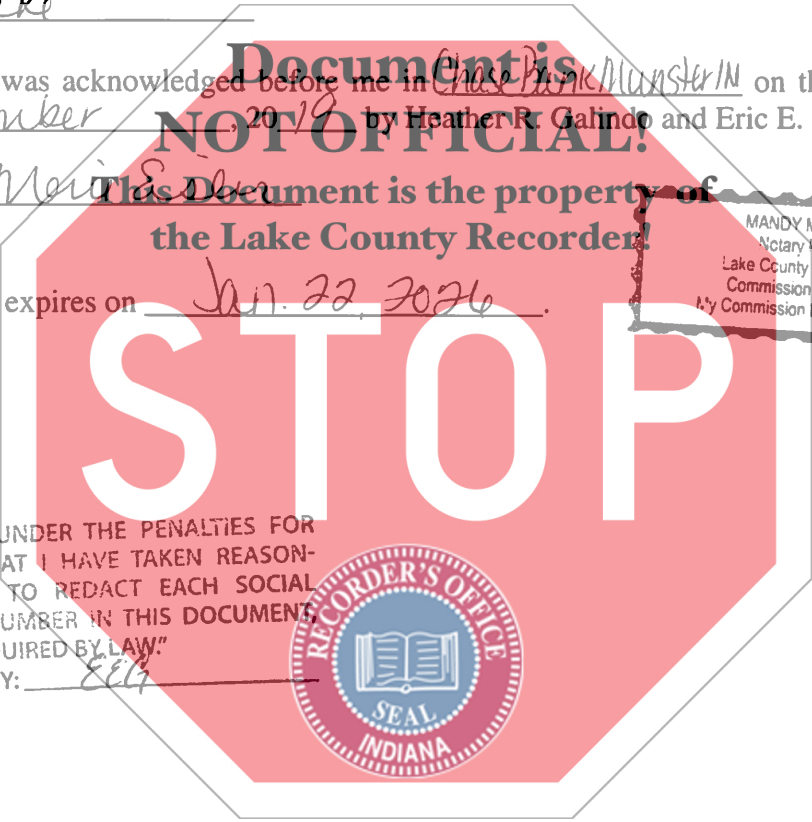 Document is
was acknowledged before me in Chase Bank Munster IN on
NOT OFFICIAL!
, 20 18 by Heather R. Galindo and Eric E.
This Document is the property of
the Lake County Recorder!
MANDY
Notary
Lake County
Commission
My Commission
expires on Jan. 22, 2026.
STOP
UNDER THE PENALTIES FOR
AT I HAVE TAKEN REASON-
TO REDACT EACH SOCIAL
UMBER IN THIS DOCUMENT,
UIRED BY LAW."
Y: EEG
RECORDER'S OFFICE
SEAL
INDIANA